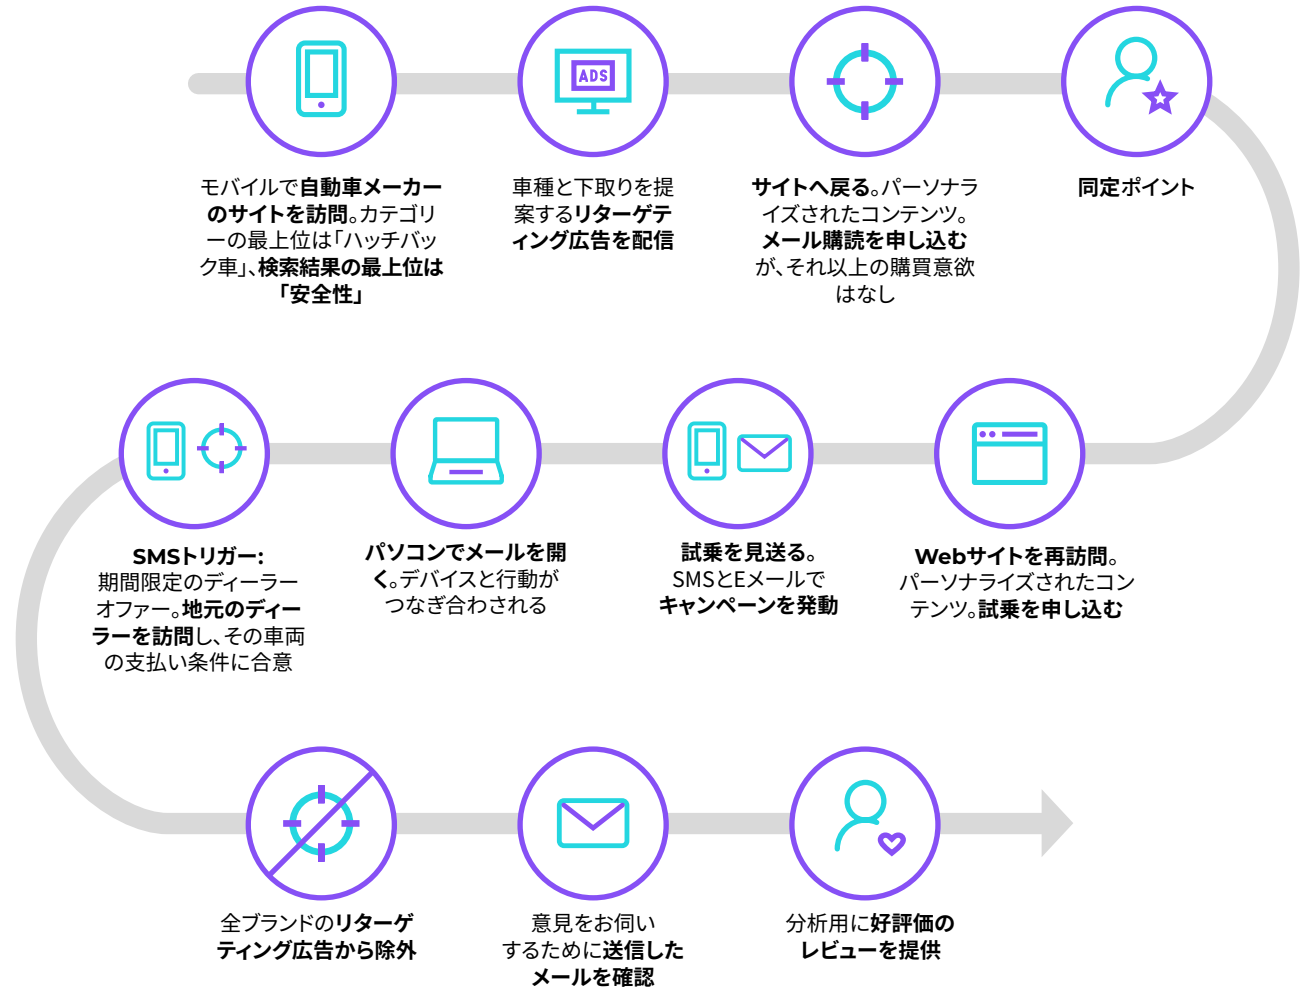 ADS
モバイルで自動車メーカー
のサイトを訪問。カテゴリ
ーの最上位は「ハッチバッ
ク車」、検索結果の最上位は
「安全性」
車種と下取りを提
案するリターゲテ
ィング広告を配信
サイトへ戻る。パーソナラ
イズされたコンテンツ。
メール購読を申し込む
が、それ以上の購買意欲
はなし
同定ポイント
Webサイトを再訪問。
パーソナライズされたコン
テンツ。試乗を申し込む
試乗を見送る。
SMSとEメールで
キャンペーンを発動
パソコンでメールを開
く。デバイスと行動が
つなぎ合わされる
SMSトリガー:
期間限定のディーラー
オファー。地元のディー
ラーを訪問し、その車両
の支払い条件に合意
全ブランドのリターゲ
ティング広告から除外
意見をお伺い
するために送信した
メールを確認
分析用に好評価の
レビューを提供